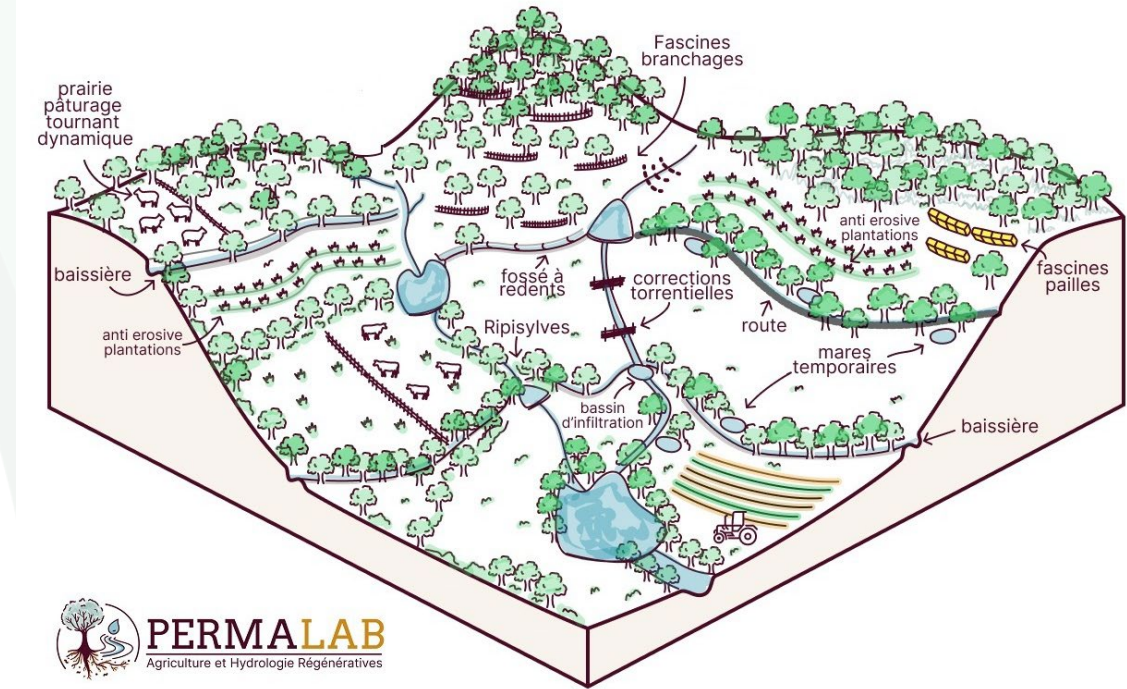 Fascines
branchages
prairie
pâturage
tournant
dynamique
anti erosive
plantations
baissière
fossé à
redents
corrections
torrentielles
fascines
pailles
route
anti erosive
plantations
Ripisylves
mares
temporaires
bassin
d'infiltration
baissière
PERMALAB
Agriculture et Hydrologie Régénératives